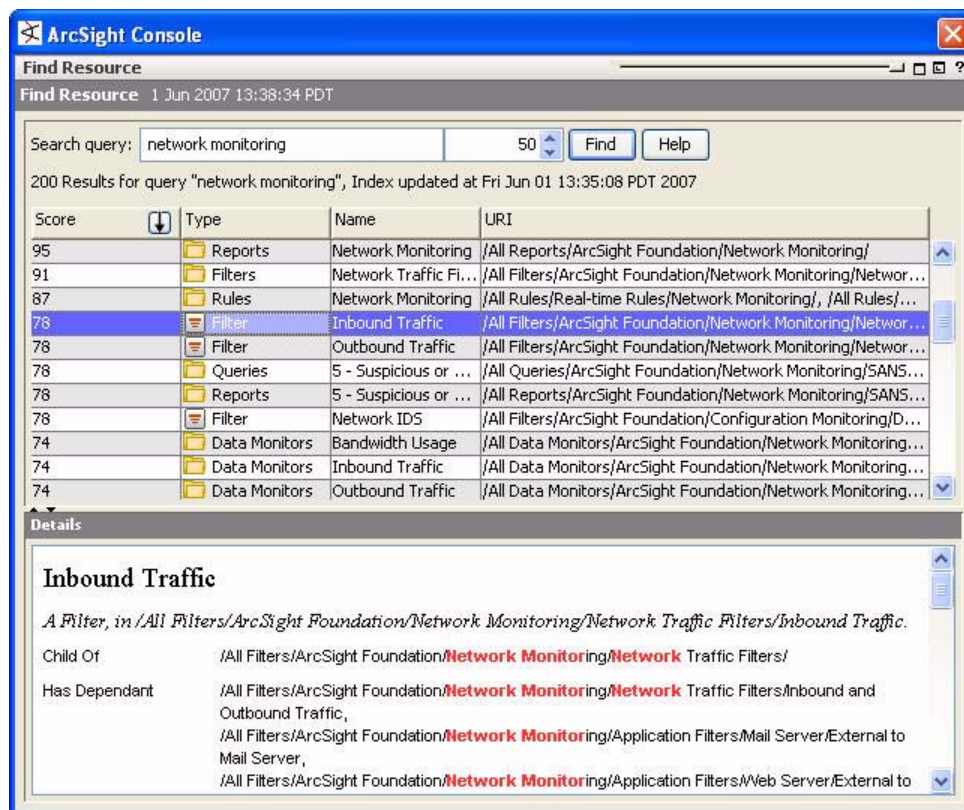 ArcSight Console
Find Resource
Find Resource 1 Jun 2007 13:38:34 PDT
Search query: network monitoring 50 Find Help
200 Results for query "network monitoring", Index updated at Fri Jun 01 13:35:08 PDT 2007
Score Type Name URI
95 Reports Network Monitoring /All Reports/ArcSight Foundation/Network Monitoring/
91 Filters Network Traffic Fi... /All Filters/ArcSight Foundation/Network Monitoring/Networ...
87 Rules Network Monitoring /All Rules/Real-time Rules/Network Monitoring/, /All Rules/...
78 Filter Inbound Traffic /All Filters/ArcSight Foundation/Network Monitoring/Networ...
78 Filter Outbound Traffic /All Filters/ArcSight Foundation/Network Monitoring/Networ...
78 Queries 5 - Suspicious or ... /All Queries/ArcSight Foundation/Network Monitoring/SANS...
78 Reports 5 - Suspicious or ... /All Reports/ArcSight Foundation/Network Monitoring/SANS...
78 Filter Network IDS /All Filters/ArcSight Foundation/Configuration Monitoring/D...
74 Data Monitors Bandwidth Usage /All Data Monitors/ArcSight Foundation/Network Monitoring...
74 Data Monitors Inbound Traffic /All Data Monitors/ArcSight Foundation/Network Monitoring...
74 Data Monitors Outbound Traffic /All Data Monitors/ArcSight Foundation/Network Monitoring...
Details
Inbound Traffic
A Filter, in /All Filters/ArcSight Foundation/Network Monitoring/Network Traffic Filters/Inbound Traffic.
Child Of /All Filters/ArcSight Foundation/Network Monitoring/Network Traffic Filters/
Has Dependant /All Filters/ArcSight Foundation/Network Monitoring/Network Traffic Filters/Inbound and
Outbound Traffic,
/All Filters/ArcSight Foundation/Network Monitoring/Application Filters/Mail Server/External to
Mail Server,
/All Filters/ArcSight Foundation/Network Monitoring/Application Filters/Web Server/External to